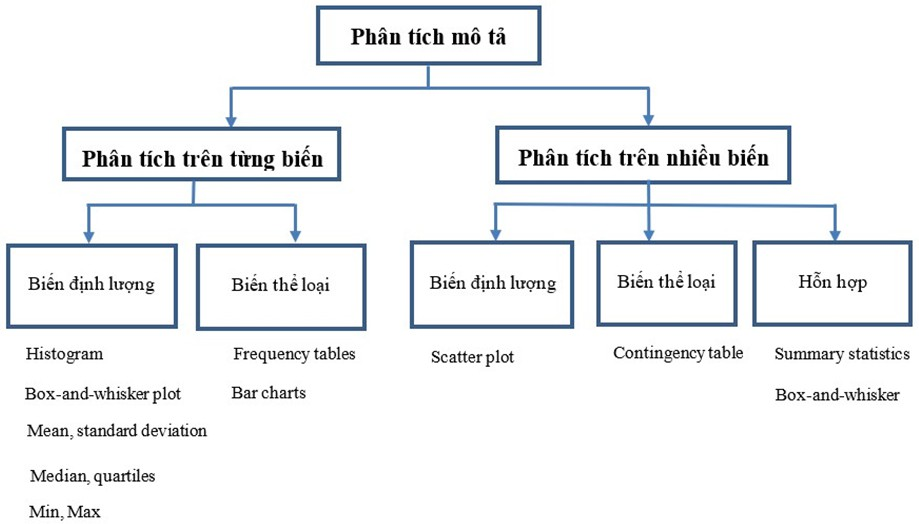 Phân tích mô tả
Phân tích trên từng biến
Phân tích trên nhiều biến
Biến định lượng
Biến thể loại
Biến định lượng
Biến thể loại
Hỗn hợp
Histogram
Box-and-whisker plot
Mean, standard deviation
Median, quartiles
Min, Max
Frequency tables
Bar charts
Scatter plot
Contingency table
Summary statistics
Box-and-whisker